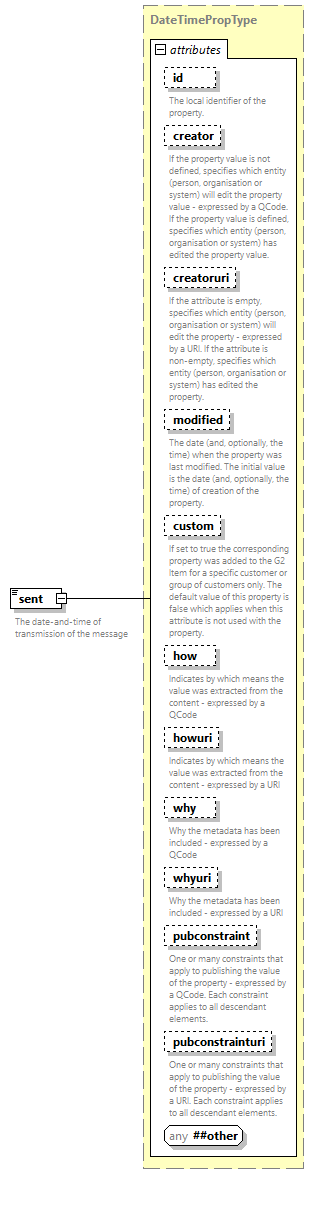 DateTimePropType
attributes
id
The local identifier of the
property.
creator
If the property value is not
defined, specifies which entity
(person, organisation or
system) will edit the property
value - expressed by a QCode.
If the property value is defined,
specifies which entity (person,
organisation or system) has
edited the property value.
creatoruri
If the attribute is empty,
specifies which entity (person,
organisation or system) will
edit the property - expressed
by a URI. If the attribute is
non-empty, specifies which
entity (person, organisation or
system) has edited the
property.
modified
The date (and, optionally, the
time) when the property was
last modified. The initial value
is the date (and, optionally, the
time) of creation of the
property.
custom
If set to true the corresponding
property was added to the G2
Item for a specific customer or
group of customers only. The
default value of this property is
false which applies when this
attribute is not used with the
property.
sent
The date-and-time of
transmission of the message
how
Indicates by which means the
value was extracted from the
content - expressed by a
QCode
howuri
Indicates by which means the
value was extracted from the
content - expressed by a URI
why
Why the metadata has been
included - expressed by a
QCode
whyuri
Why the metadata has been
included - expressed by a URI
pubconstraint
One or many constraints that
apply to publishing the value
of the property - expressed by
a QCode. Each constraint
applies to all descendant
elements.
pubconstrainturi
One or many constraints that
apply to publishing the value
of the property - expressed by
a URI. Each constraint applies
to all descendant elements.
any ##other